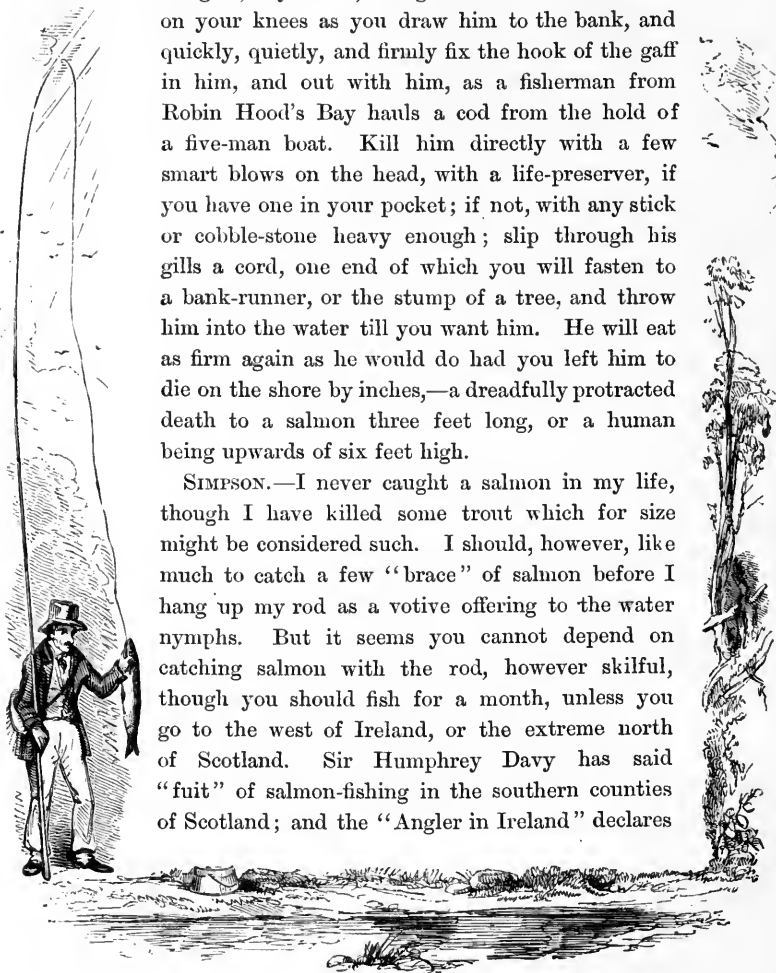 on your knees as you draw him to the bank, and
quickly, quietly, and firmly fix the hook of the gaff
in him, and out with him, as a fisherman from
Robin Hood's Bay hauls a cod from the hold of
a five-man boat. Kill him directly with a few
smart blows on the head, with a life-preserver, if
you have one in your pocket; if not, with any stick
or cobble-stone heavy enough; slip through his
gills a cord, one end of which you will fasten to
a bank-runner, or the stump of a tree, and throw
him into the water till you want him. He will eat
as firm again as he would do had you left him to
die on the shore by inches,—a dreadfully protracted
death to a salmon three feet long, or a human
being upwards of six feet high.
SIMPSON.—I never caught a salmon in my life,
though I have killed some trout which for size
might be considered such. I should, however, like
much to catch a few "brace" of salmon before I
hang up my rod as a votive offering to the water
nymphs. But it seems you cannot depend on
catching salmon with the rod, however skilful,
though you should fish for a month, unless you
go to the west of Ireland, or the extreme north
of Scotland. Sir Humphrey Davy has said
"fuit" of salmon-fishing in the southern counties
of Scotland; and the "Angler in Ireland" declares